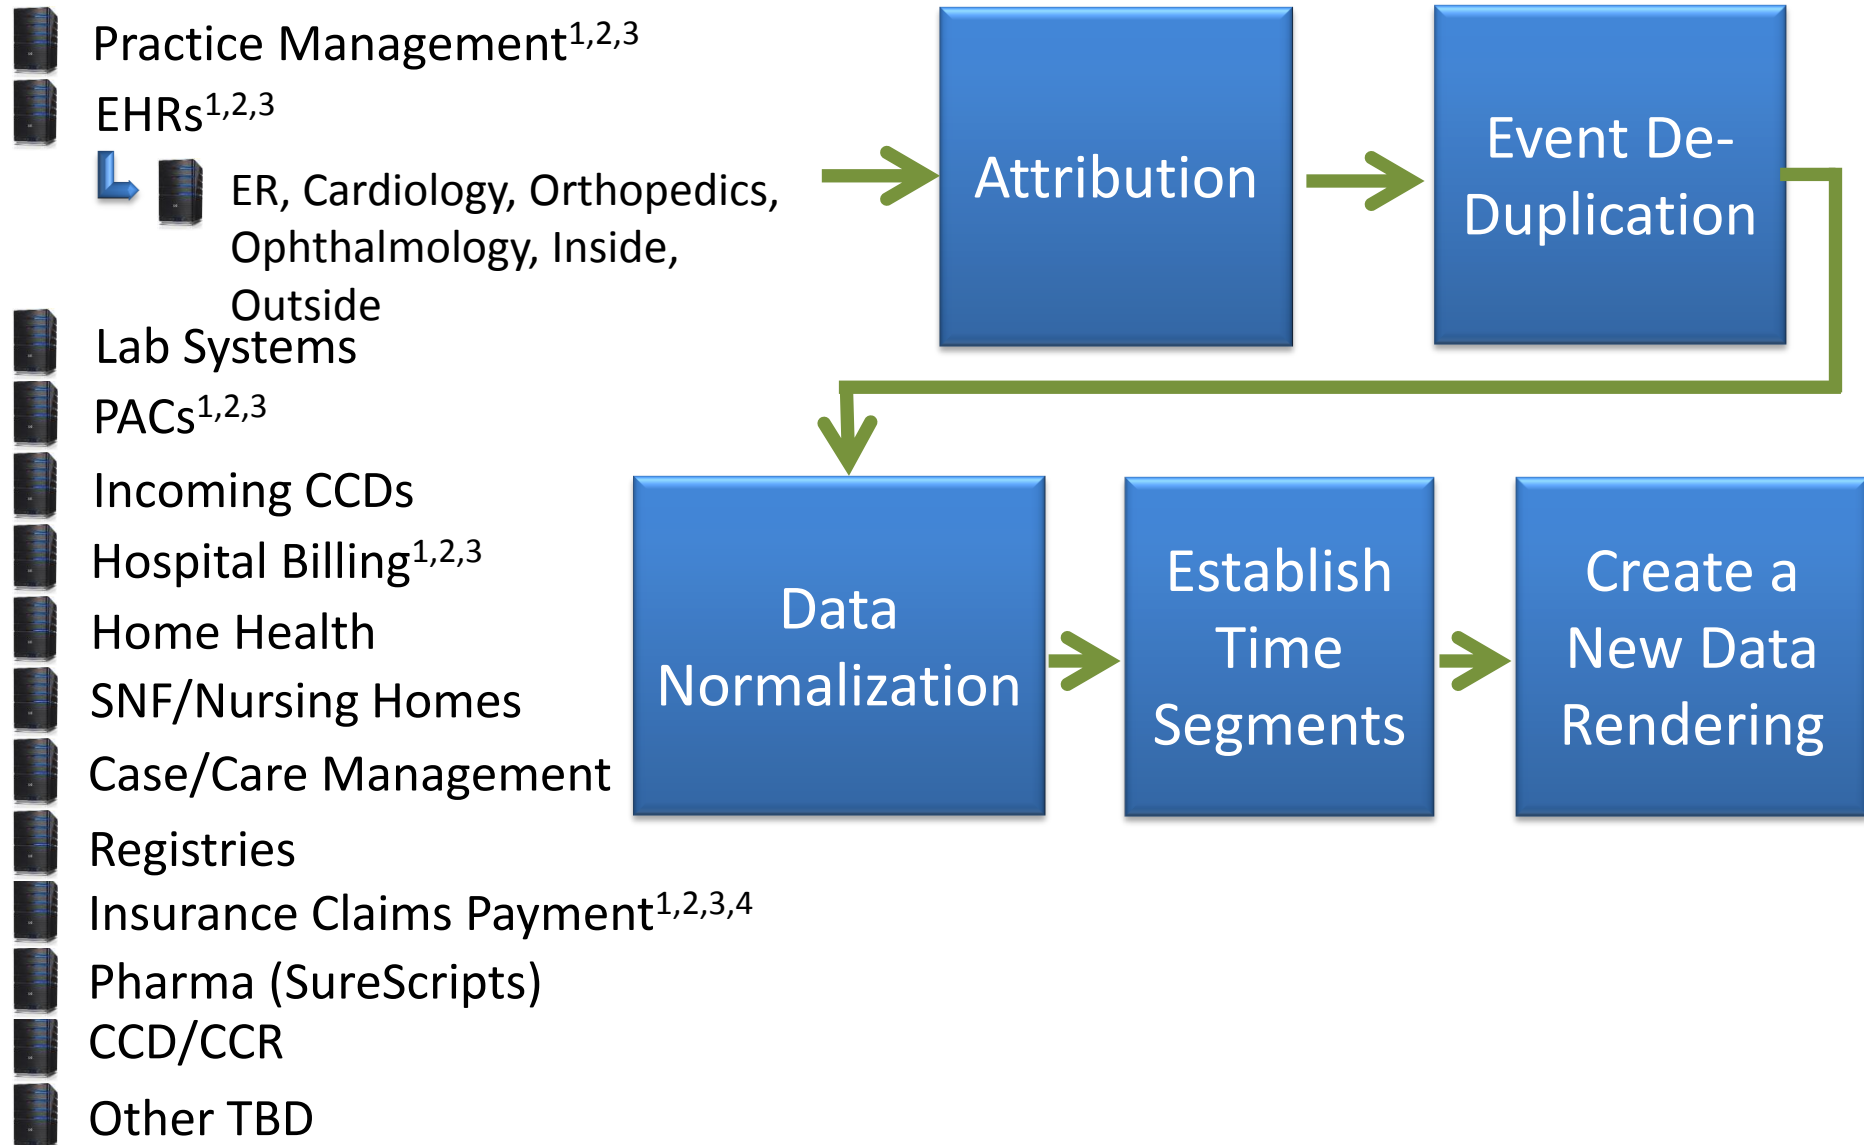 Practice Management1,2,3
EHRs1,2,3
ER, Cardiology, Orthopedics,
Ophthalmology, Inside,
Outside
Lab Systems
PACs1,2,3
Incoming CCDs
Hospital Billing1,2,3
Home Health
SNF/Nursing Homes
Case/Care Management
Registries
Insurance Claims Payment1,2,3,4
Pharma (SureScripts)
CCD/CCR
Other TBD
Attribution
Event De-
Duplication
Data
Normalization
Establish
Time
Segments
Create a
New Data
Rendering